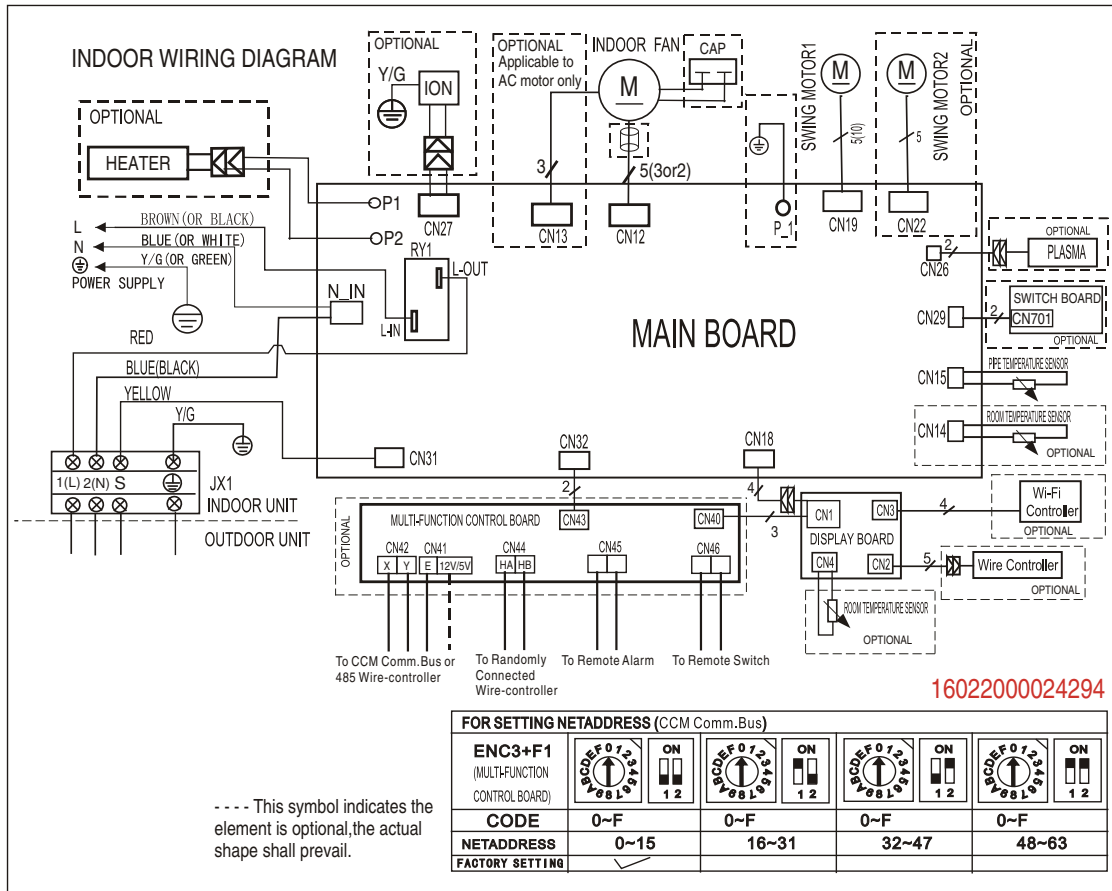 INDOOR WIRING DIAGRAM
OPTIONAL
HEATER
OPTIONAL
Y/G
ION
CN27
OPTIONAL
Applicable to
AC motor only
3
CN13
INDOOR FAN
M
CAP
5(3or2)
CN12
P_1
SWING MOTOR1
M
5(10)
CN19
SWING MOTOR2
M
5
CN22
OPTIONAL
P1
P2
L
BROWN(OR BLACK)
N
BLUE(OR WHITE)
Y/G(OR GREEN)
POWER SUPPLY
N_IN
RY1
L-OUT
L-IN
RED
BLUE(BLACK)
YELLOW
Y/G
MAIN BOARD
CN26
2
OPTIONAL
PLASMA
CN29
2
SWITCH BOARD
CN701
OPTIONAL
CN15
PIPE TEMPERATURE SENSOR
CN14
ROOM TEMPERATURE SENSOR
OPTIONAL
CN31
CN32
CN18
1(L) 2(N) S
JX1
INDOOR UNIT
OUTDOOR UNIT
2
4
OPTIONAL
MULTI-FUNCTION CONTROL BOARD
CN43
CN40
3
CN42
X Y
CN41
E 12V/5V
CN44
HA HB
CN45
CN46
CN1
CN3
DISPLAY BOARD
CN4
CN2
4
Wi-Fi
Controller
OPTIONAL
5
Wire Controller
OPTIONAL
ROOM TEMPERATURE SENSOR
OPTIONAL
To CCM Comm.Bus or
485 Wire-controller
To Randomly
Connected
Wire-controller
To Remote Alarm
To Remote Switch
16022000024294
---- This symbol indicates the
element is optional,the actual
shape shall prevail.
FOR SETTING NETADDRESS (CCM Comm.Bus)
ENC3+F1
(MULTI-FUNCTION
CONTROL BOARD)
0123456789ABCDEF
ON
1 2
0123456789ABCDEF
ON
1 2
0123456789ABCDEF
ON
1 2
0123456789ABCDEF
ON
1 2
CODE 0~F 0~F 0~F 0~F
NETADDRESS 0~15 16~31 32~47 48~63
FACTORY SETTING ✓